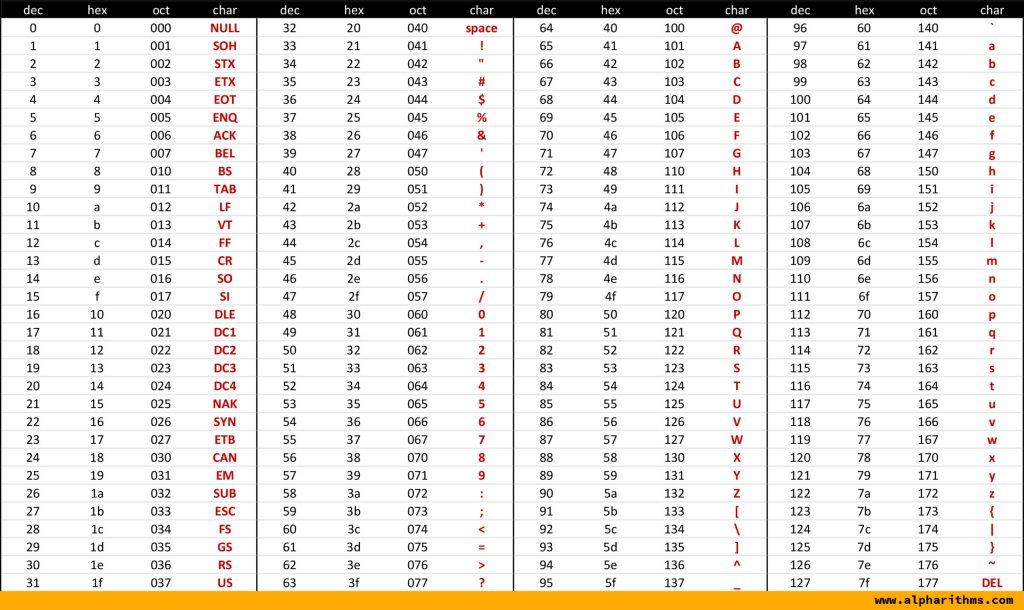 dec hex oct char dec hex oct char dec hex oct char dec hex oct char
0 0 000 NULL 32 20 040 space 64 40 100 @ 96 60 140 `
1 1 001 SOH 33 21 041 ! 65 41 101 A 97 61 141 a
2 2 002 STX 34 22 042 " 66 42 102 B 98 62 142 b
3 3 003 ETX 35 23 043 # 67 43 103 C 99 63 143 c
4 4 004 EOT 36 24 044 $ 68 44 104 D 100 64 144 d
5 5 005 ENQ 37 25 045 % 69 45 105 E 101 65 145 e
6 6 006 ACK 38 26 046 & 70 46 106 F 102 66 146 f
7 7 007 BEL 39 27 047 ' 71 47 107 G 103 67 147 g
8 8 010 BS 40 28 050 ( 72 48 110 H 104 68 150 h
9 9 011 TAB 41 29 051 ) 73 49 111 I 105 69 151 i
10 a 012 LF 42 2a 052 * 74 4a 112 J 106 6a 152 j
11 b 013 VT 43 2b 053 + 75 4b 113 K 107 6b 153 k
12 c 014 FF 44 2c 054 , 76 4c 114 L 108 6c 154 l
13 d 015 CR 45 2d 055 - 77 4d 115 M 109 6d 155 m
14 e 016 SO 46 2e 056 . 78 4e 116 N 110 6e 156 n
15 f 017 SI 47 2f 057 / 79 4f 117 O 111 6f 157 o
16 10 020 DLE 48 30 060 0 80 50 120 P 112 70 160 p
17 11 021 DC1 49 31 061 1 81 51 121 Q 113 71 161 q
18 12 022 DC2 50 32 062 2 82 52 122 R 114 72 162 r
19 13 023 DC3 51 33 063 3 83 53 123 S 115 73 163 s
20 14 024 DC4 52 34 064 4 84 54 124 T 116 74 164 t
21 15 025 NAK 53 35 065 5 85 55 125 U 117 75 165 u
22 16 026 SYN 54 36 066 6 86 56 126 V 118 76 166 v
23 17 027 ETB 55 37 067 7 87 57 127 W 119 77 167 w
24 18 030 CAN 56 38 070 8 88 58 130 X 120 78 170 x
25 19 031 EM 57 39 071 9 89 59 131 Y 121 79 171 y
26 1a 032 SUB 58 3a 072 : 90 5a 132 Z 122 7a 172 z
27 1b 033 ESC 59 3b 073 ; 91 5b 133 [ 123 7b 173 {
28 1c 034 FS 60 3c 074 < 92 5c 134 \ 124 7c 174 |
29 1d 035 GS 61 3d 075 = 93 5d 135 ] 125 7d 175 }
30 1e 036 RS 62 3e 076 > 94 5e 136 ^ 126 7e 176 ~
31 1f 037 US 63 3f 077 ? 95 5f 137 _ 127 7f 177 DEL
www.alpharithms.com